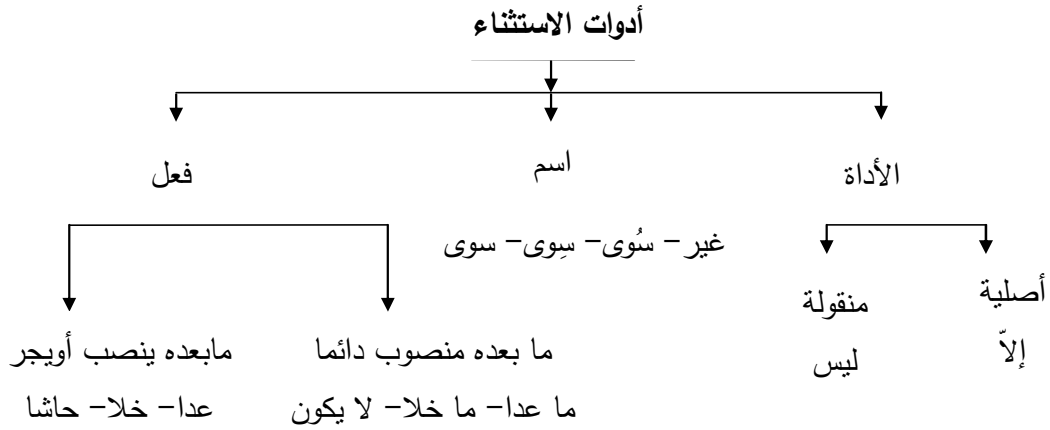 أدوات الاستثناء
الأداة
اسم
فعل
أصلية
إلاّ
منقولة
ليس
غير – سُوى – سِوى – سوى
ما بعده منصوب دائما
ما عدا – ما خلا – لا يكون
مابعده ينصب أويجر
عدا – خلا – حاشا